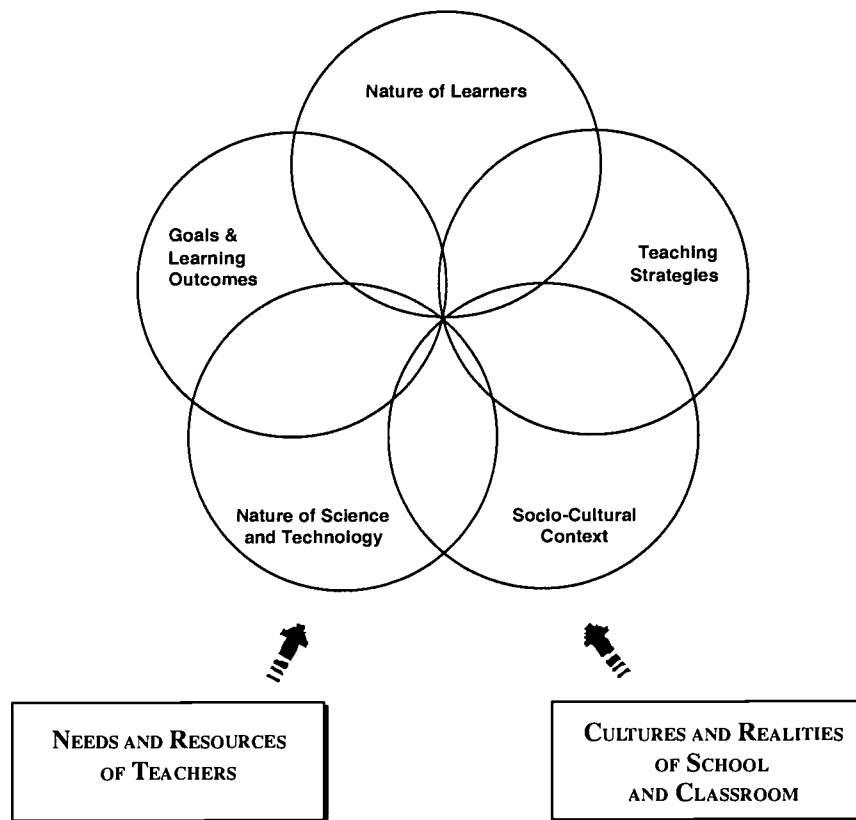 Nature of Learners
Goals &
Learning
Outcomes
Teaching
Strategies
Nature of Science
and Technology
Socio-Cultural
Context
NEEDS AND RESOURCES
OF TEACHERS
CULTURES AND REALITIES
OF SCHOOL
AND CLASSROOM